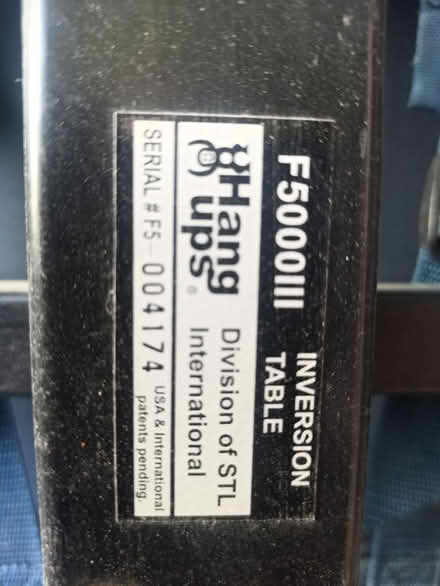 F5000III INVERSION TABLE
Hang ups® Division of STL International
SERIAL # F5-004174 USA & International patents pending.